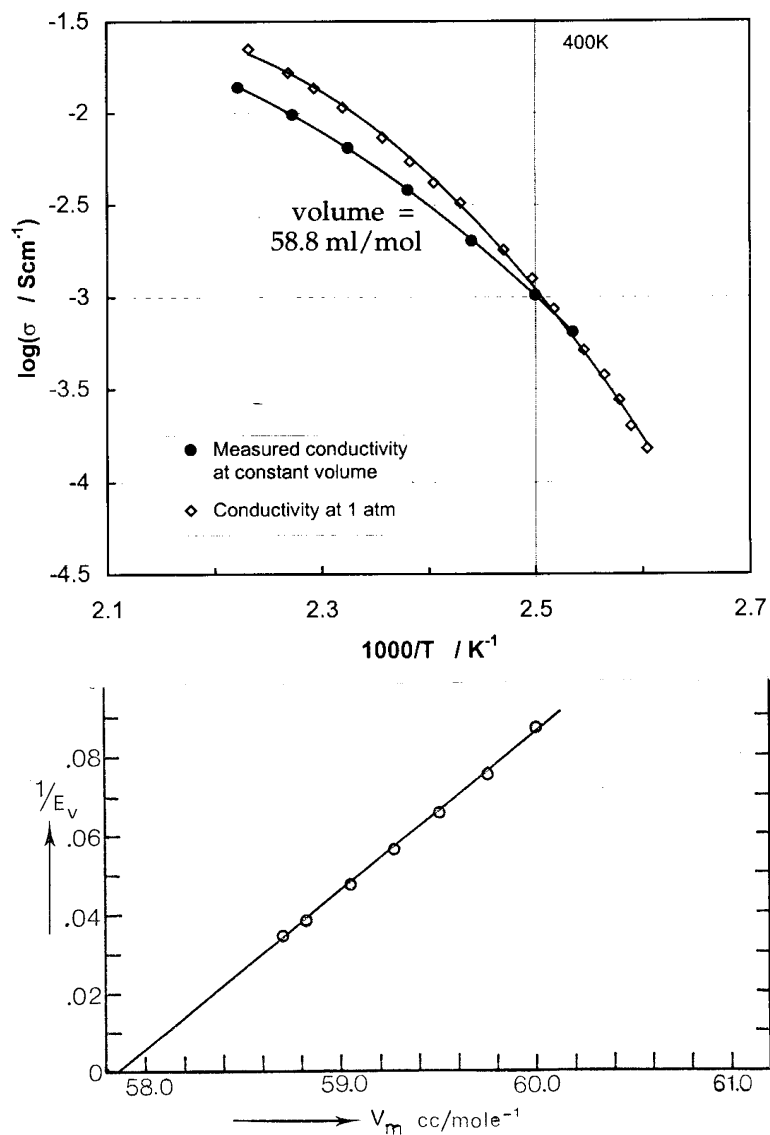 -1.5
400K
-2
volume =
58.8 ml/mol
-2.5
log(σ / Scm⁻¹)
-3
-3.5
● Measured conductivity
at constant volume
-4
◇ Conductivity at 1 atm
-4.5
2.1 2.3 2.5 2.7
1000/T / K⁻¹
.08
1/Eᵥ
.06
.04
.02
0
58.0 59.0 60.0 61.0
Vₘ cc/mole⁻¹